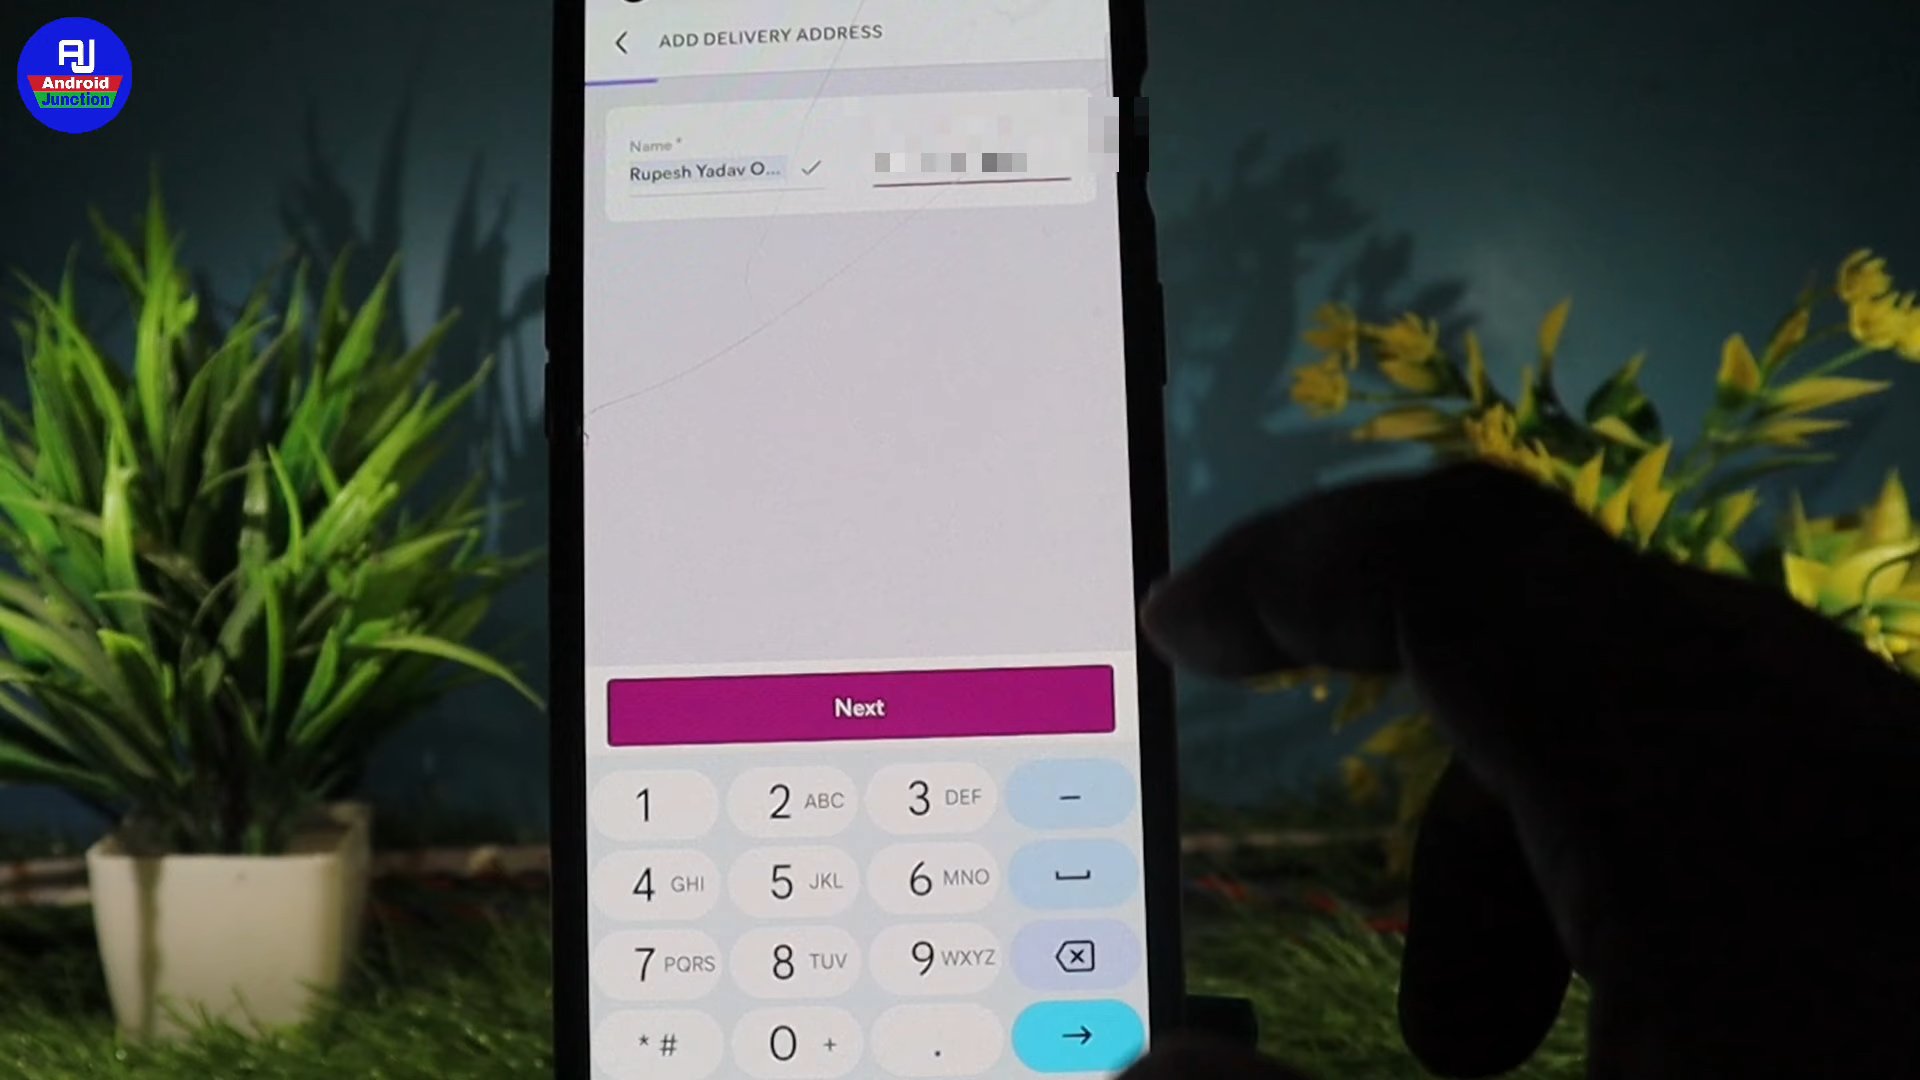 AJ
Android
Junction
ADD DELIVERY ADDRESS
Name *
Rupesh Yadav O...
Next
1
2 ABC
3 DEF
-
4 GHI
5 JKL
6 MNO
7 PQRS
8 TUV
9 WXYZ
* #
0 +
.